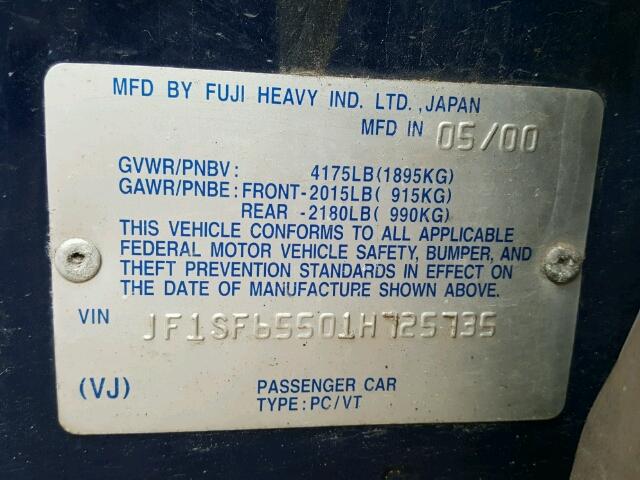 MFD BY FUJI HEAVY IND. LTD., JAPAN
MFD IN 05/00
GVWR/PNBV: 4175LB(1895KG)
GAWR/PNBE: FRONT-2015LB( 915KG)
REAR -2180LB( 990KG)
THIS VEHICLE CONFORMS TO ALL APPLICABLE
FEDERAL MOTOR VEHICLE SAFETY, BUMPER, AND
THEFT PREVENTION STANDARDS IN EFFECT ON
THE DATE OF MANUFACTURE SHOWN ABOVE.
VIN JF1SF65501H725735
(VJ) PASSENGER CAR
TYPE: PC/VT